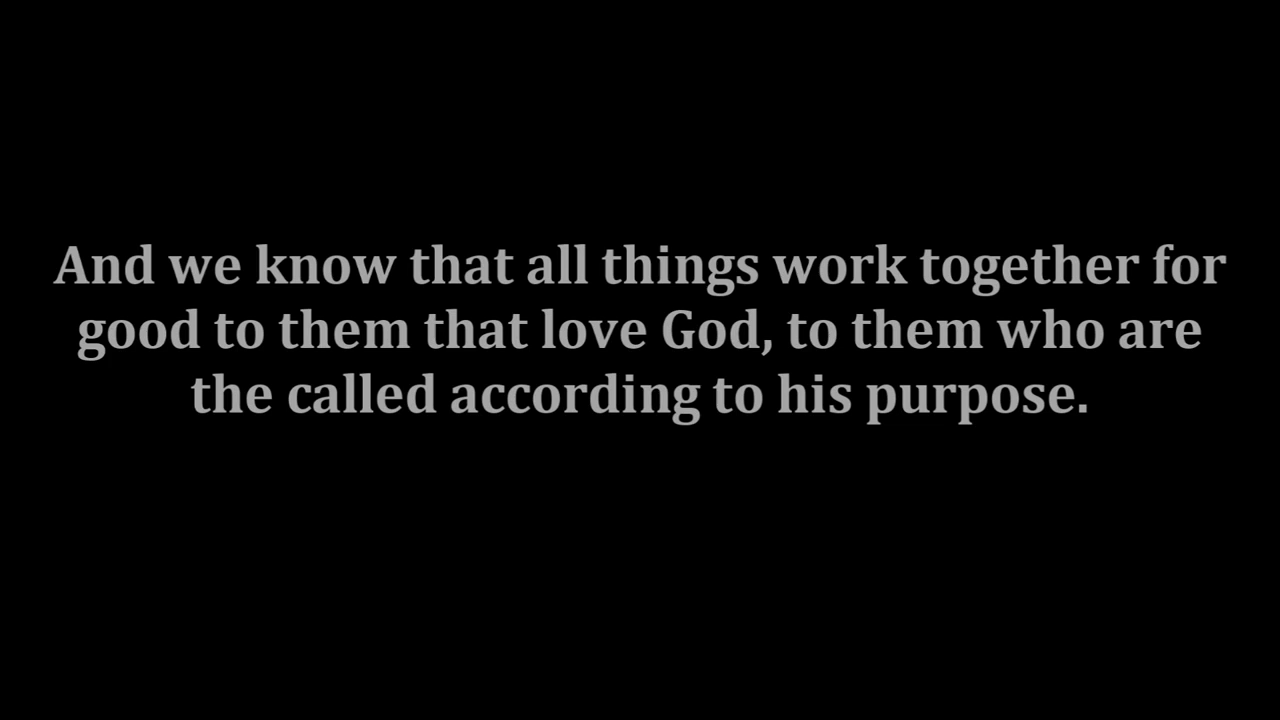 And we know that all things work together for
good to them that love God, to them who are
the called according to his purpose.